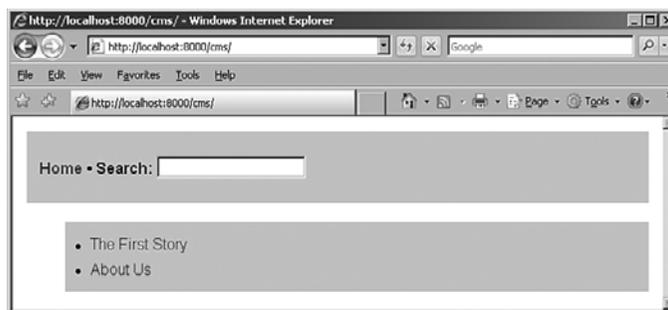 http://localhost:8000/cms/ - Windows Internet Explorer
http://localhost:8000/cms/
Google
File Edit View Favorites Tools Help
http://localhost:8000/cms/
Page Tools
Home • Search:
• The First Story
• About Us